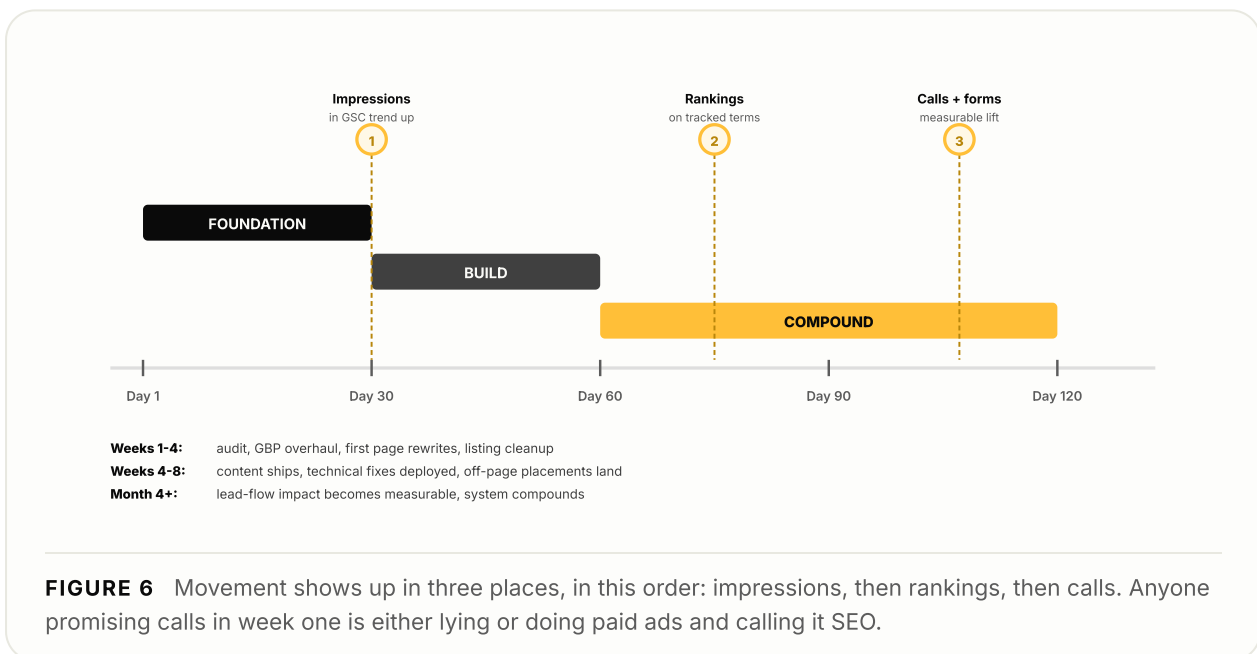 Impressions
in GSC trend up
1
Rankings
on tracked terms
2
Calls + forms
measurable lift
3
FOUNDATION
BUILD
COMPOUND
Day 1
Day 30
Day 60
Day 90
Day 120
Weeks 1-4: audit, GBP overhaul, first page rewrites, listing cleanup
Weeks 4-8: content ships, technical fixes deployed, off-page placements land
Month 4+: lead-flow impact becomes measurable, system compounds
FIGURE 6 Movement shows up in three places, in this order: impressions, then rankings, then calls. Anyone
promising calls in week one is either lying or doing paid ads and calling it SEO.